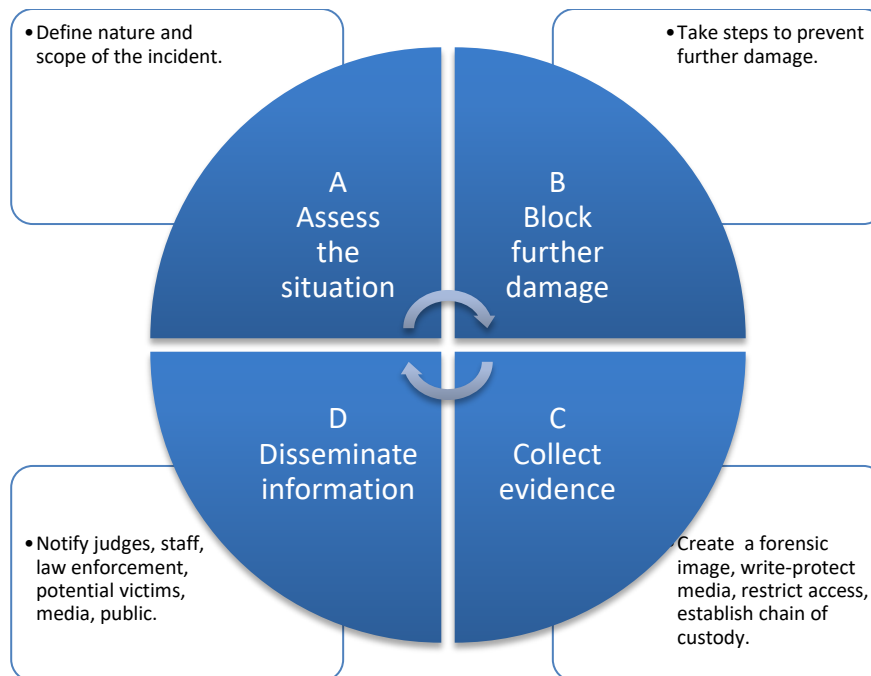 •Define nature and
scope of the incident.
•Take steps to prevent
further damage.
A
Assess
the
situation
B
Block
further
damage
D
Disseminate
information
C
Collect
evidence
•Notify judges, staff,
law enforcement,
potential victims,
media, public.
•Create  a forensic
image, write-protect
media, restrict access,
establish chain of
custody.